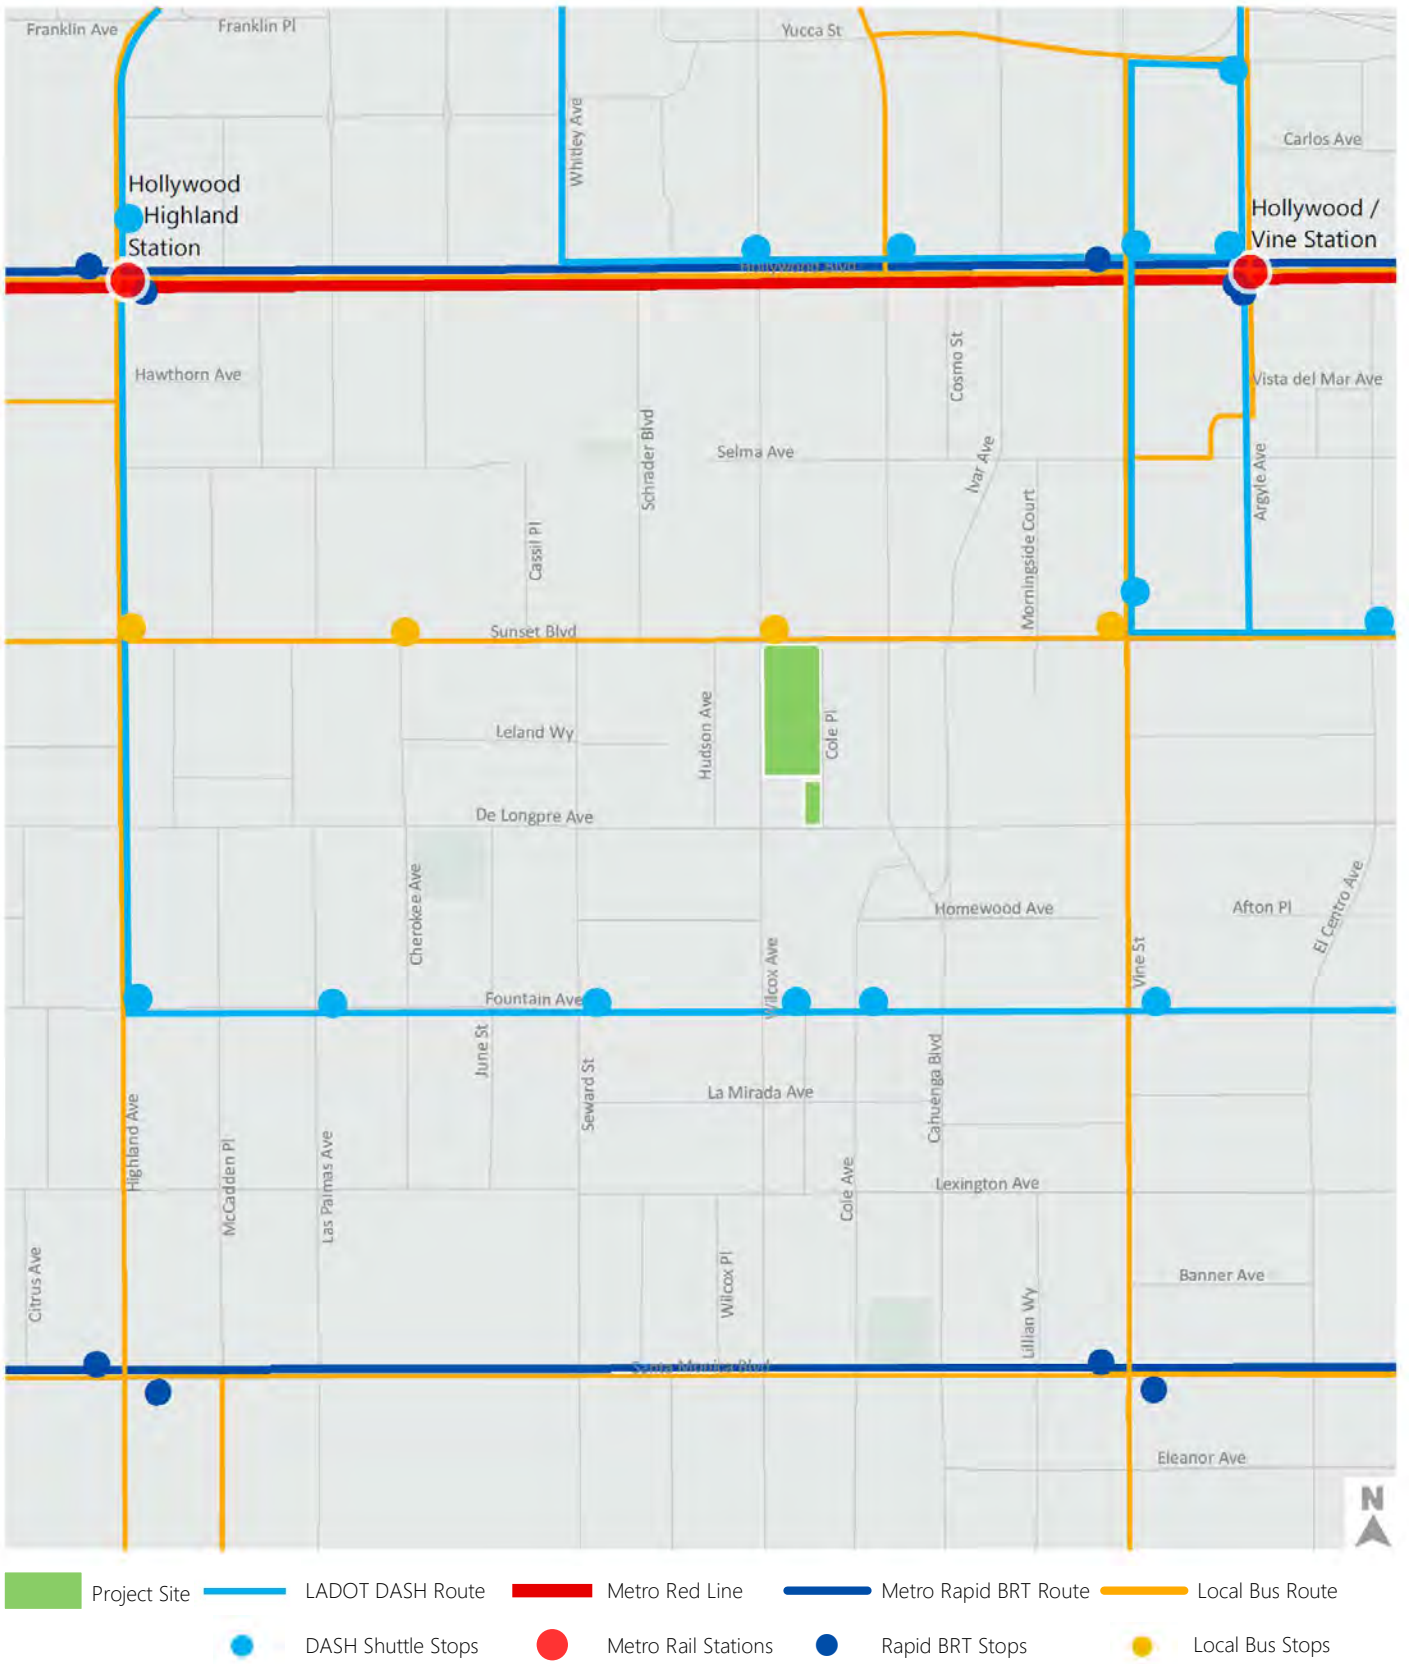 Franklin Ave
Franklin Pl
Yucca St
Whitley Ave
Carlos Ave
Hollywood
Highland
Station
Hollywood /
Vine Station
Hollywood Blvd
Hawthorn Ave
Cosmo St
Vista del Mar Ave
Schrader Blvd
Selma Ave
Ivar Ave
Argyle Ave
Cassil Pl
Morningside Court
Sunset Blvd
Hudson Ave
Cole Pl
Leland Wy
De Longpre Ave
Cherokee Ave
Homewood Ave
Afton Pl
El Centro Ave
Wilcox Ave
Vine St
Fountain Ave
June St
Seward St
La Mirada Ave
Cahuenga Blvd
Highland Ave
McCadden Pl
Las Palmas Ave
Cole Ave
Lexington Ave
Citrus Ave
Wilcox Pl
Lillian Wy
Banner Ave
Santa Monica Blvd
Eleanor Ave
N
Project Site
LADOT DASH Route
Metro Red Line
Metro Rapid BRT Route
Local Bus Route
DASH Shuttle Stops
Metro Rail Stations
Rapid BRT Stops
Local Bus Stops